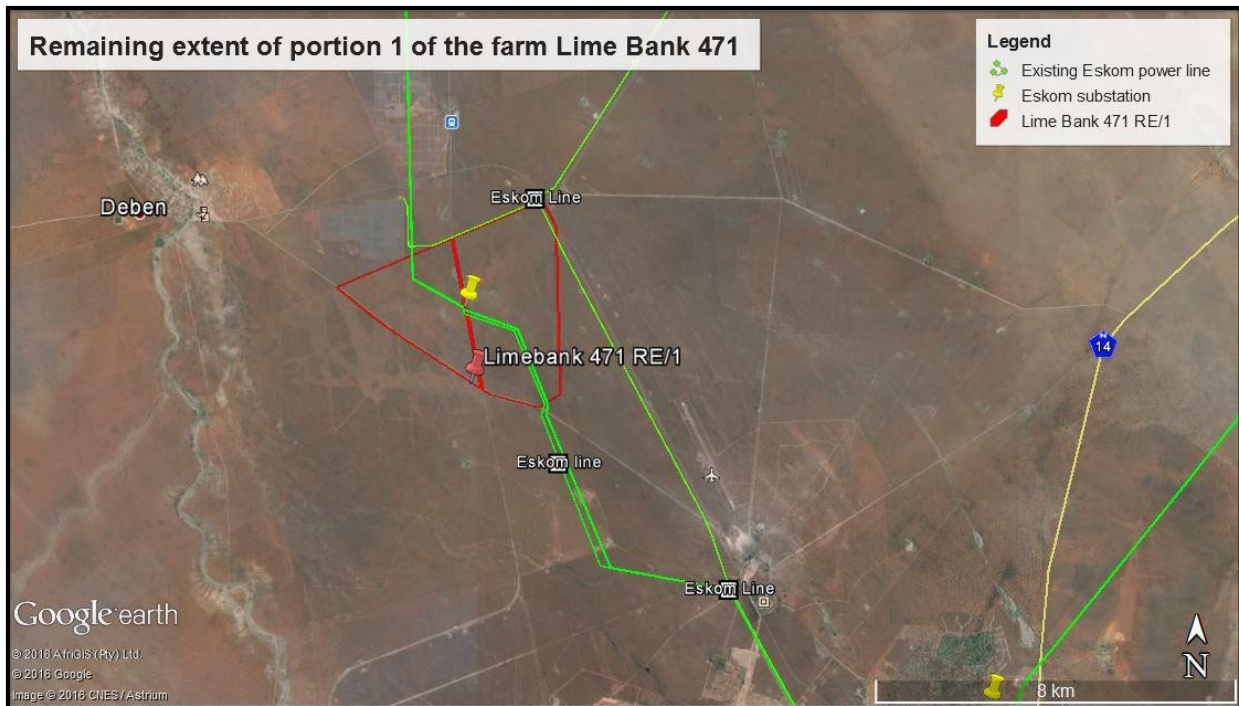 Remaining extent of portion 1 of the farm Lime Bank 471
Legend
Existing Eskom power line
Eskom substation
Lime Bank 471 RE/1
Eskom Line
Deben
N
14
Limebank 471 RE/1
Eskom line
Eskom Line
Google earth
© 2016 AfriGIS (Pty) Ltd.
© 2016 Google
Image © 2016 CNES / Astrium
N
8 km